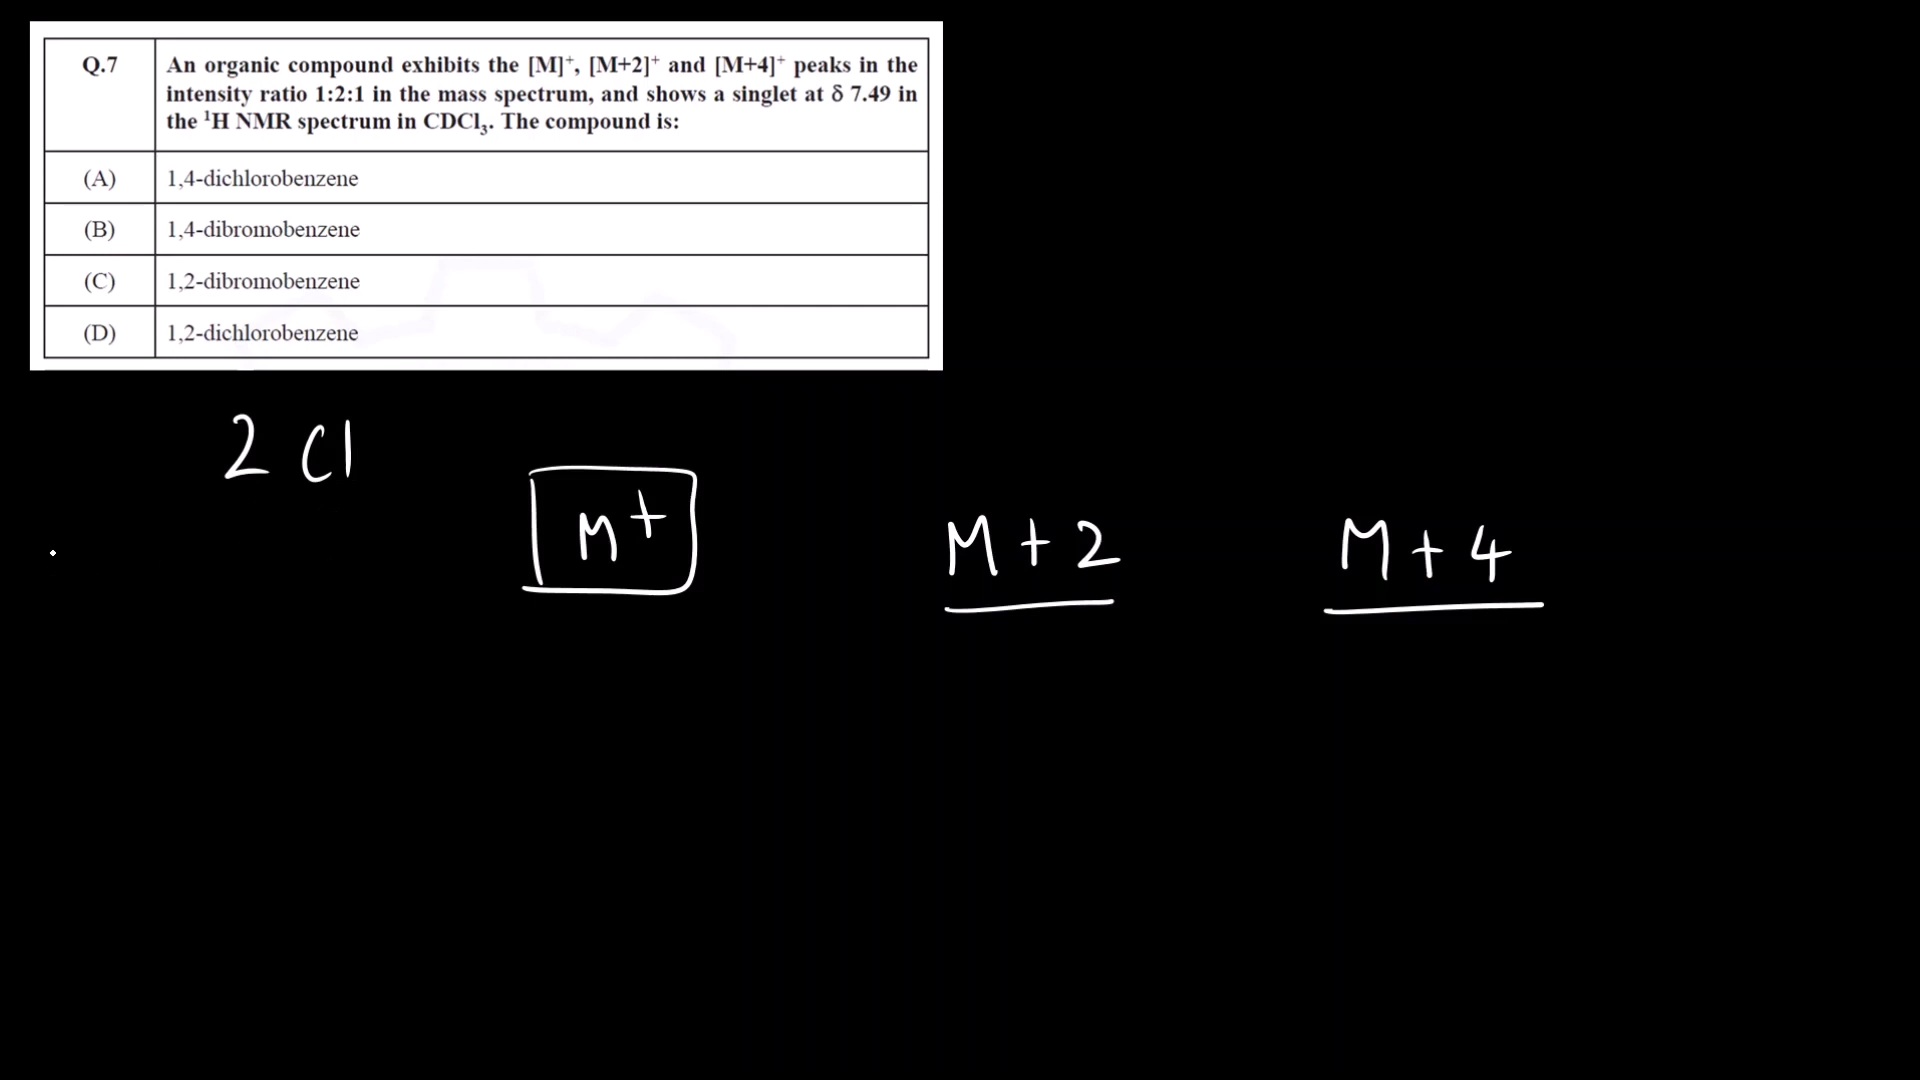 Q.7 An organic compound exhibits the [M]⁺, [M+2]⁺ and [M+4]⁺ peaks in the
intensity ratio 1:2:1 in the mass spectrum, and shows a singlet at δ 7.49 in
the ¹H NMR spectrum in CDCl₃. The compound is:
(A) 1,4-dichlorobenzene
(B) 1,4-dibromobenzene
(C) 1,2-dibromobenzene
(D) 1,2-dichlorobenzene
2 Cl
M+ M+2 M+4